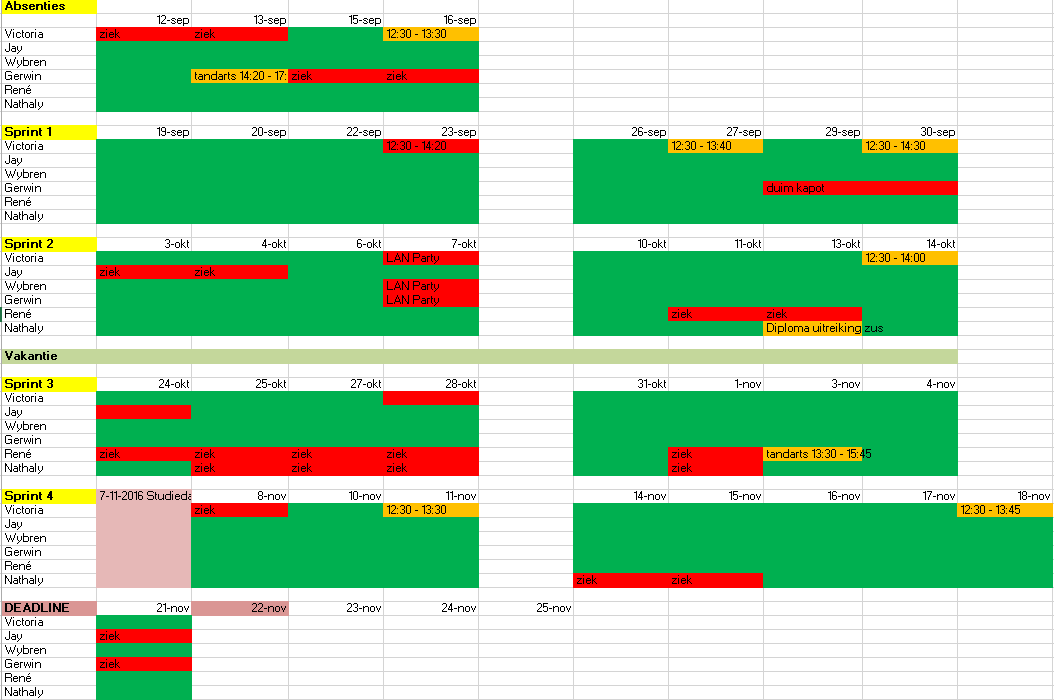 Absenties
12-sep 13-sep 15-sep 16-sep
Victoria ziek ziek 12:30 - 13:30
Jay
Wybren
Gerwin tandarts 14:20 - 17: ziek ziek
René
Nathaly
Sprint 1 19-sep 20-sep 22-sep 23-sep 26-sep 27-sep 29-sep 30-sep
Victoria 12:30 - 14:20 12:30 - 13:40 12:30 - 14:30
Jay
Wybren
Gerwin duim kapot
René
Nathaly
Sprint 2 3-okt 4-okt 6-okt 7-okt 10-okt 11-okt 13-okt 14-okt
Victoria LAN Party 12:30 - 14:00
Jay ziek ziek
Wybren LAN Party
Gerwin LAN Party
René ziek ziek
Nathaly Diploma uitreiking zus
Vakantie
Sprint 3 24-okt 25-okt 27-okt 28-okt 31-okt 1-nov 3-nov 4-nov
Victoria
Jay
Wybren
Gerwin
René ziek ziek ziek ziek ziek tandarts 13:30 - 15:45
Nathaly ziek ziek ziek ziek
Sprint 4 7-11-2016 Studieda 8-nov 10-nov 11-nov 14-nov 15-nov 16-nov 17-nov 18-nov
Victoria ziek 12:30 - 13:30 12:30 - 13:45
Jay
Wybren
Gerwin
René
Nathaly ziek ziek
DEADLINE 21-nov 22-nov 23-nov 24-nov 25-nov
Victoria
Jay ziek
Wybren
Gerwin ziek
René
Nathaly